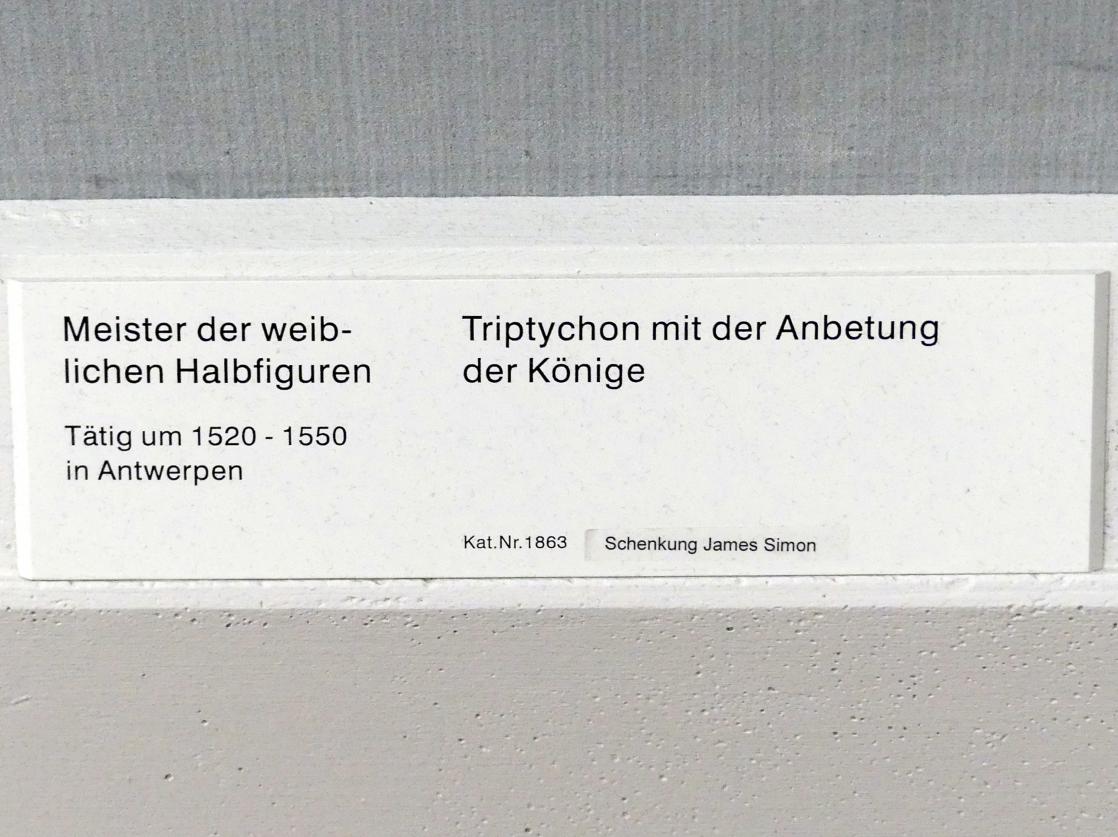 Meister der weib-
lichen Halbfiguren
Tätig um 1520 - 1550
in Antwerpen
Triptychon mit der Anbetung
der Könige
Kat.Nr.1863 Schenkung James Simon